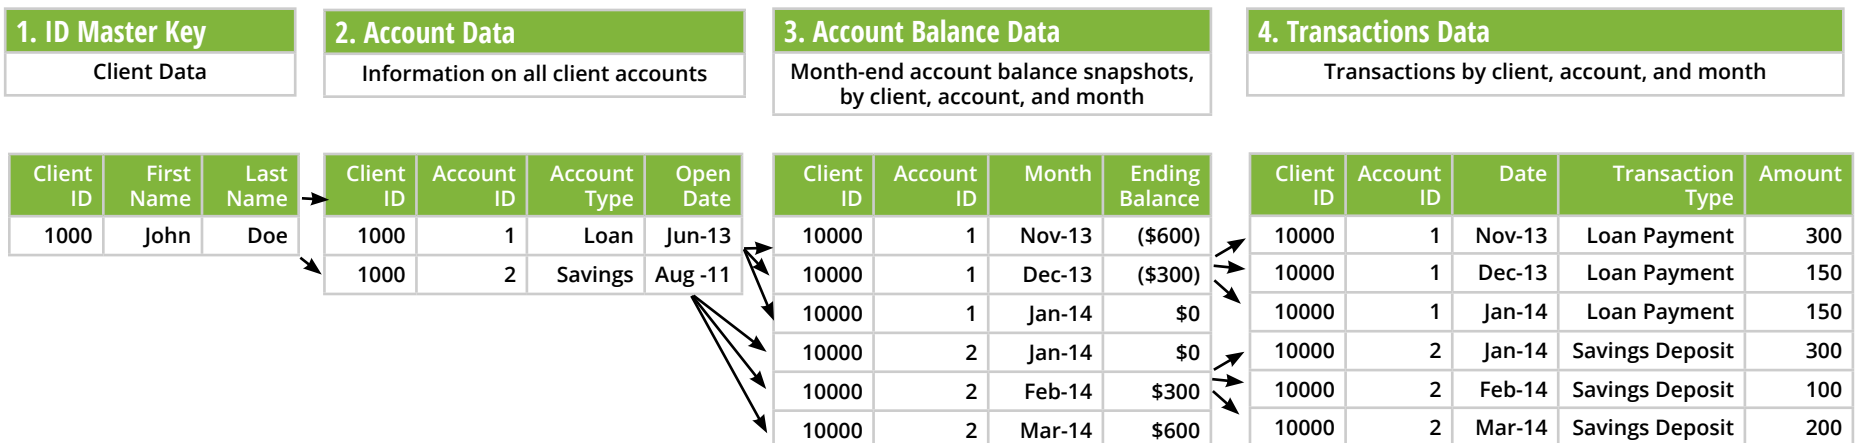 1. ID Master Key
Client Data
2. Account Data
Information on all client accounts
3. Account Balance Data
Month-end account balance snapshots,
by client, account, and month
4. Transactions Data
Transactions by client, account, and month
Client ID First Name Last Name
1000 John Doe
Client ID Account ID Account Type Open Date
1000 1 Loan Jun-13
1000 2 Savings Aug -11
Client ID Account ID Month Ending Balance
10000 1 Nov-13 ($600)
10000 1 Dec-13 ($300)
10000 1 Jan-14 $0
10000 2 Jan-14 $0
10000 2 Feb-14 $300
10000 2 Mar-14 $600
Client ID Account ID Date Transaction Type Amount
10000 1 Nov-13 Loan Payment 300
10000 1 Dec-13 Loan Payment 150
10000 1 Jan-14 Loan Payment 150
10000 2 Jan-14 Savings Deposit 300
10000 2 Feb-14 Savings Deposit 100
10000 2 Mar-14 Savings Deposit 200